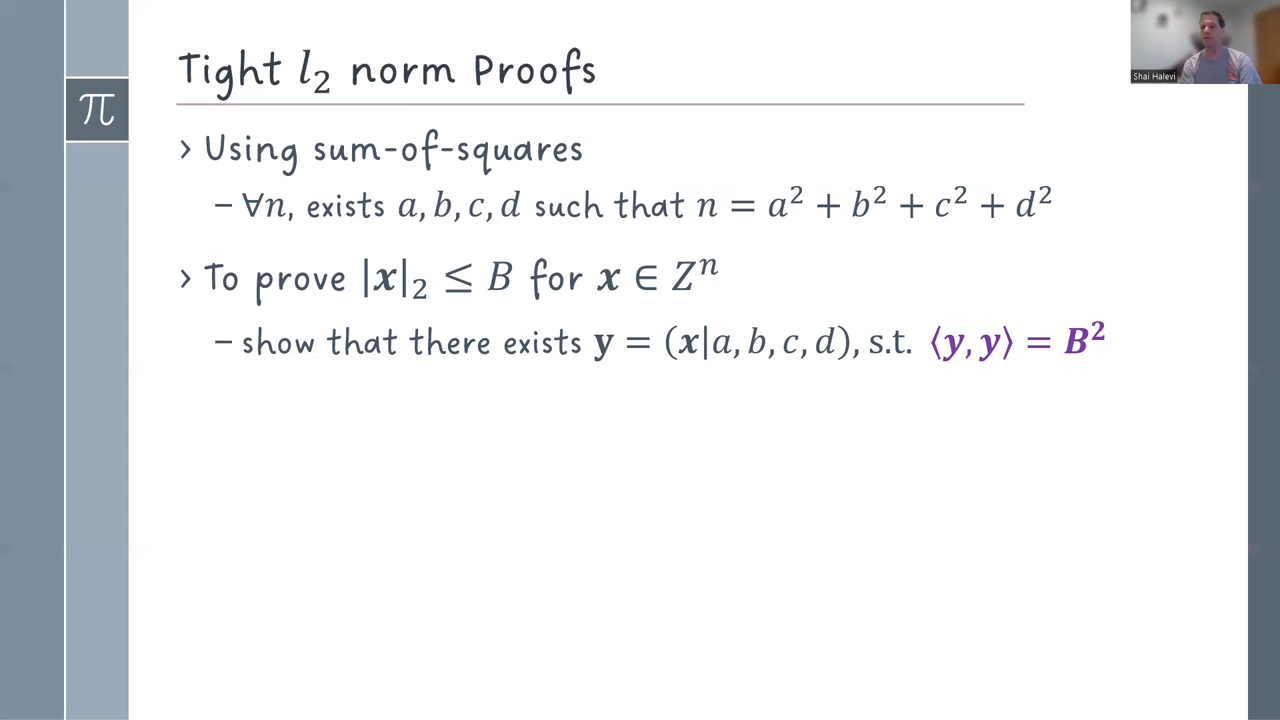 Tight l₂ norm Proofs
Shai Halevi
π
› Using sum-of-squares
– ∀n, exists a, b, c, d such that n = a² + b² + c² + d²
› To prove |x|₂ ≤ B for x ∈ Zⁿ
– show that there exists y = (x|a, b, c, d), s.t. ⟨y, y⟩ = B²